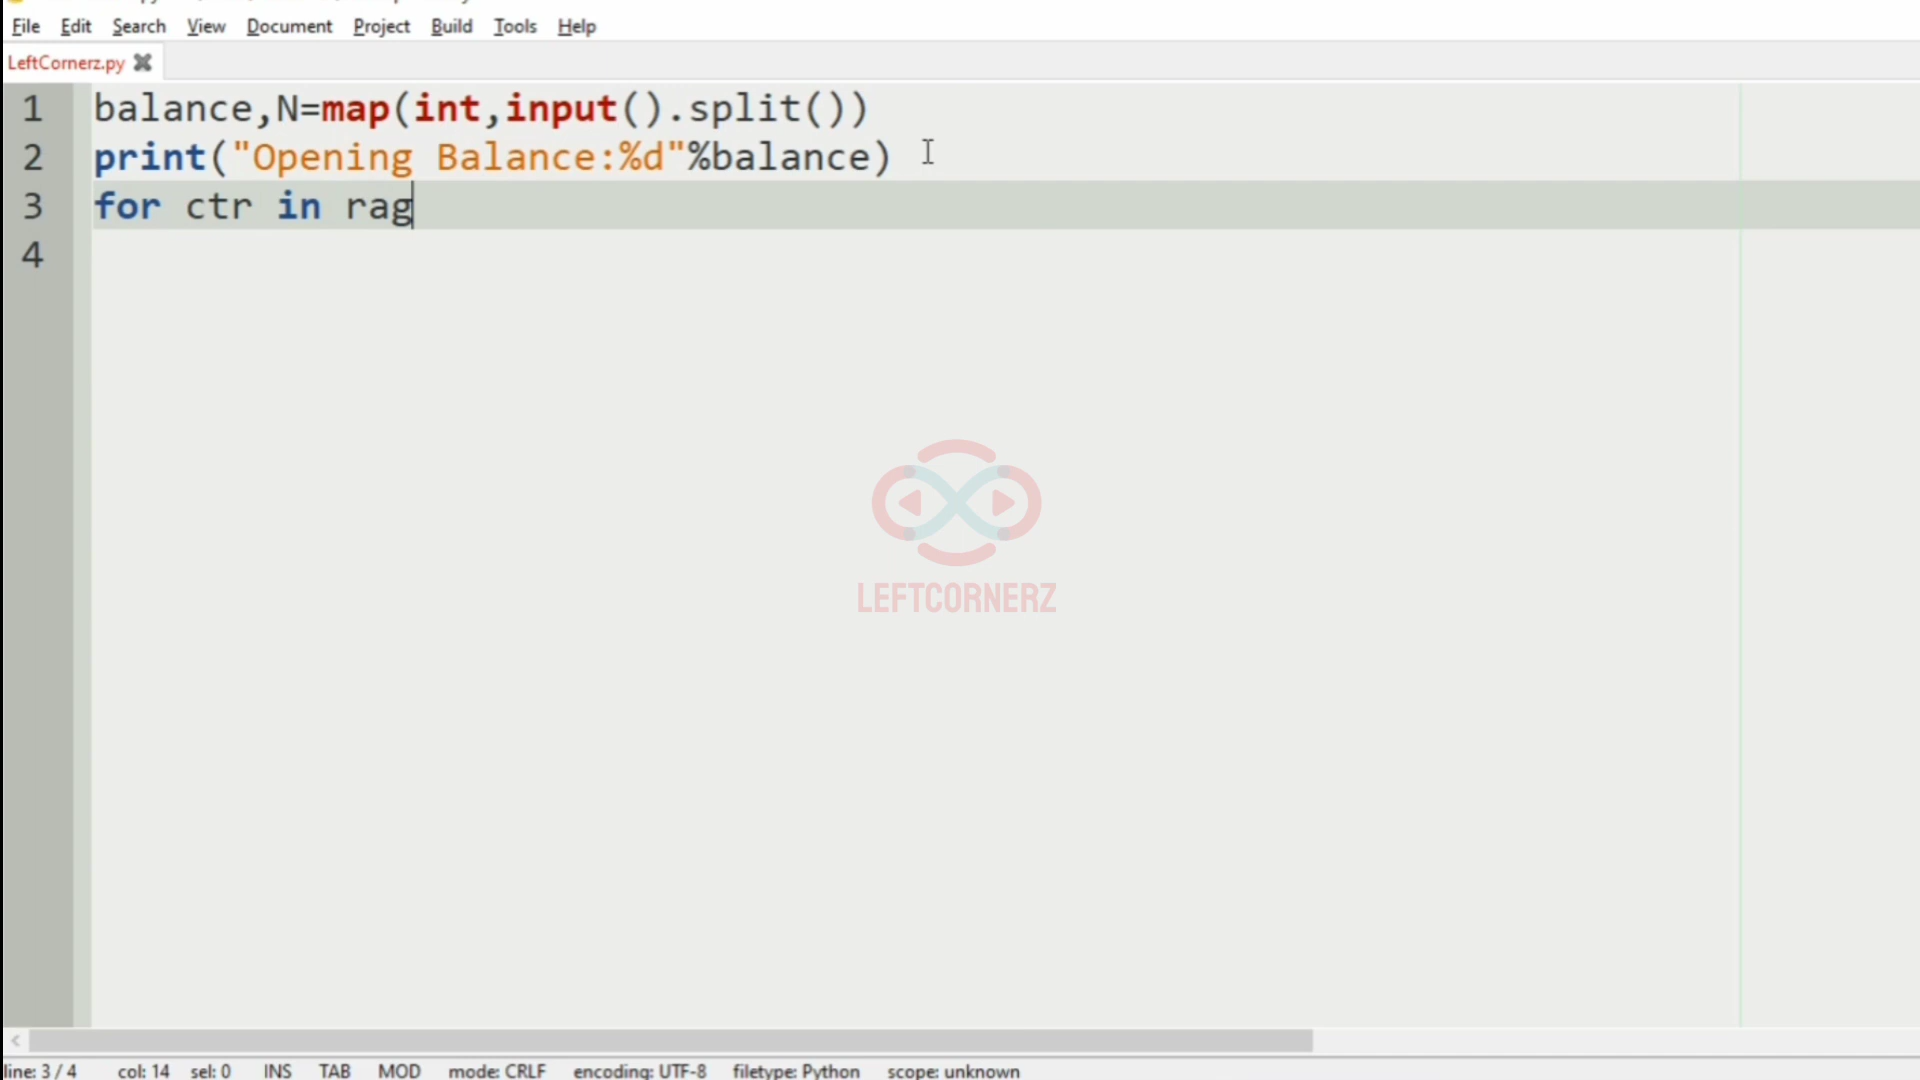 File Edit Search View Document Project Build Tools Help
LeftCornerz.py
1 balance,N=map(int,input().split())
2 print("Opening Balance:%d"%balance)
3 for ctr in rag
4
LEFTCORNERZ
line: 3 / 4 col: 14 sel: 0 INS TAB MOD mode: CRLF encoding: UTF-8 filetype: Python scope: unknown